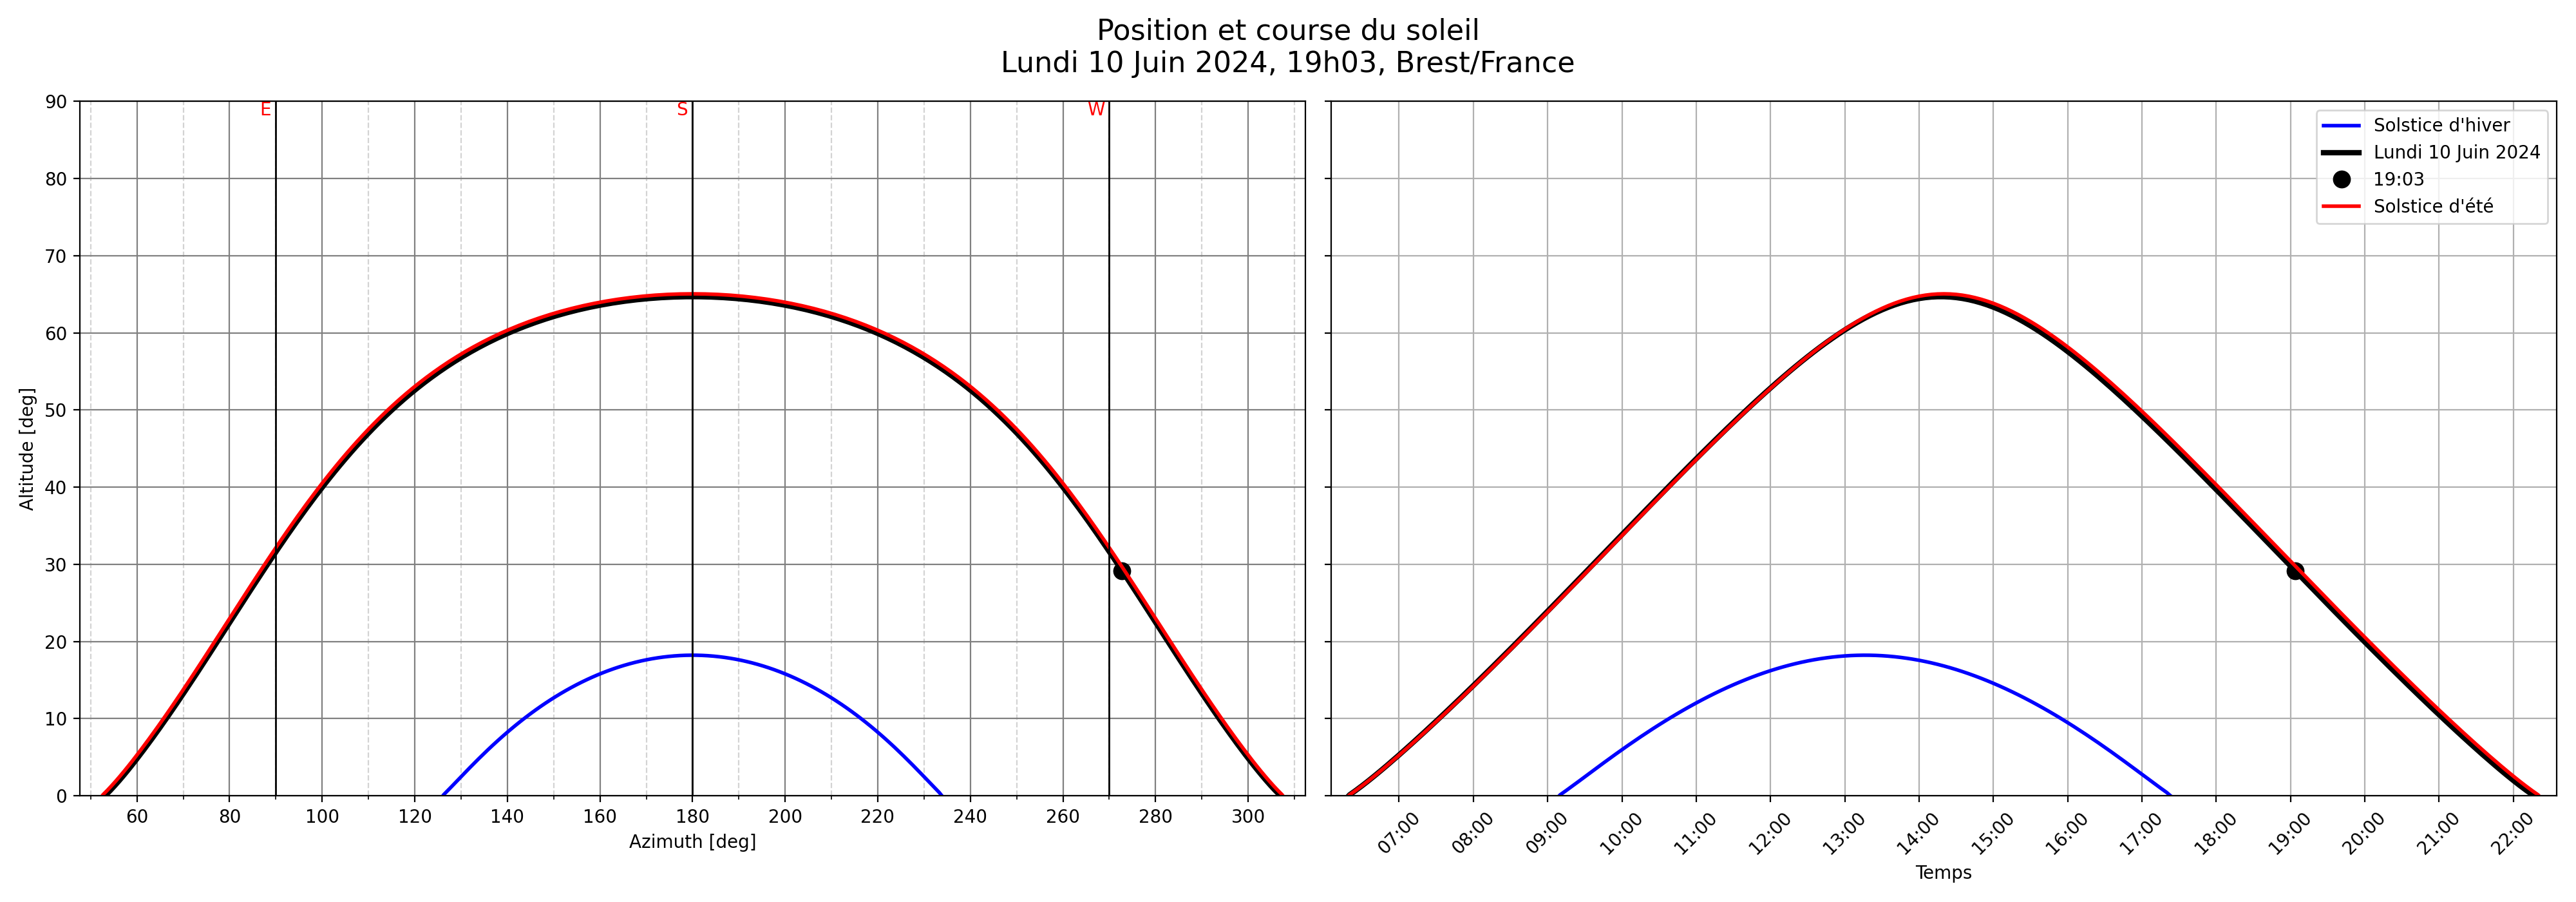 Position et course du soleil
Lundi 10 Juin 2024, 19h03, Brest/France
E S W
90
80
70
60
50
40
30
20
10
0
Altitude [deg]
60 80 100 120 140 160 180 200 220 240 260 280 300
Azimuth [deg]
Solstice d'hiver
Lundi 10 Juin 2024
19:03
Solstice d'été
07:00 08:00 09:00 10:00 11:00 12:00 13:00 14:00 15:00 16:00 17:00 18:00 19:00 20:00 21:00 22:00
Temps